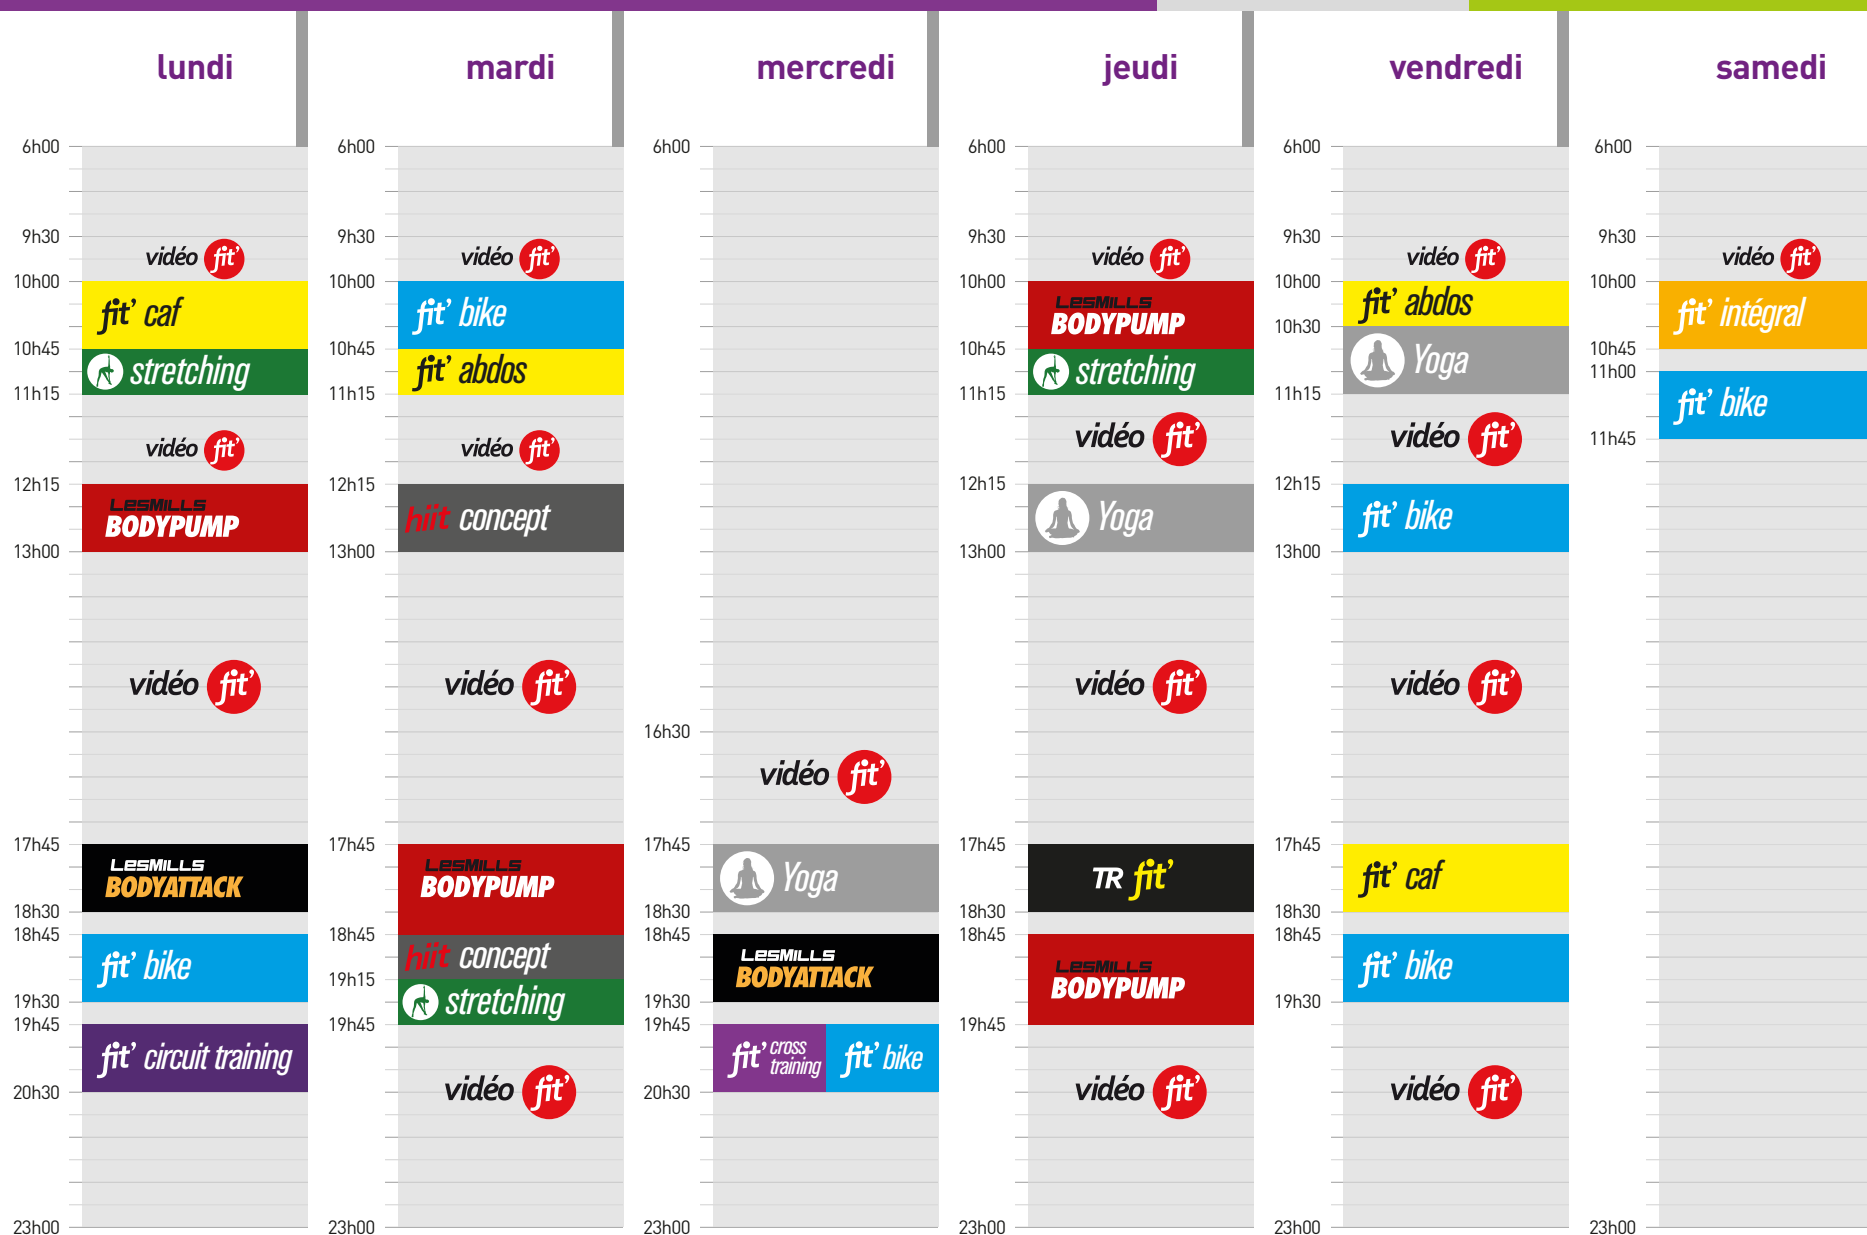 lundi
6h00
9h30
vidéo fit'
10h00
fit' caf
10h45
stretching
11h15
vidéo fit'
12h15
LesMILLS
BODYPUMP
13h00
vidéo fit'
17h45
LesMILLS
BODYATTACK
18h30
18h45
fit' bike
19h30
19h45
fit' circuit training
20h30
23h00
mardi
6h00
9h30
vidéo fit'
10h00
fit' bike
10h45
fit' abdos
11h15
vidéo fit'
12h15
hiit concept
13h00
vidéo fit'
17h45
LesMILLS
BODYPUMP
18h45
hiit concept
19h15
stretching
19h45
vidéo fit'
23h00
mercredi
6h00
16h30
vidéo fit'
17h45
Yoga
18h30
18h45
LesMILLS
BODYATTACK
19h30
19h45
fit' cross
training
fit' bike
20h30
23h00
jeudi
6h00
9h30
vidéo fit'
10h00
LesMILLS
BODYPUMP
10h45
stretching
11h15
vidéo fit'
12h15
Yoga
13h00
vidéo fit'
17h45
TR fit'
18h30
18h45
LesMILLS
BODYPUMP
19h45
vidéo fit'
23h00
vendredi
6h00
9h30
vidéo fit'
10h00
fit' abdos
10h30
Yoga
11h15
vidéo fit'
12h15
fit' bike
13h00
vidéo fit'
17h45
fit' caf
18h30
18h45
fit' bike
19h30
vidéo fit'
23h00
samedi
6h00
9h30
vidéo fit'
10h00
fit' intégral
10h45
11h00
fit' bike
11h45
23h00